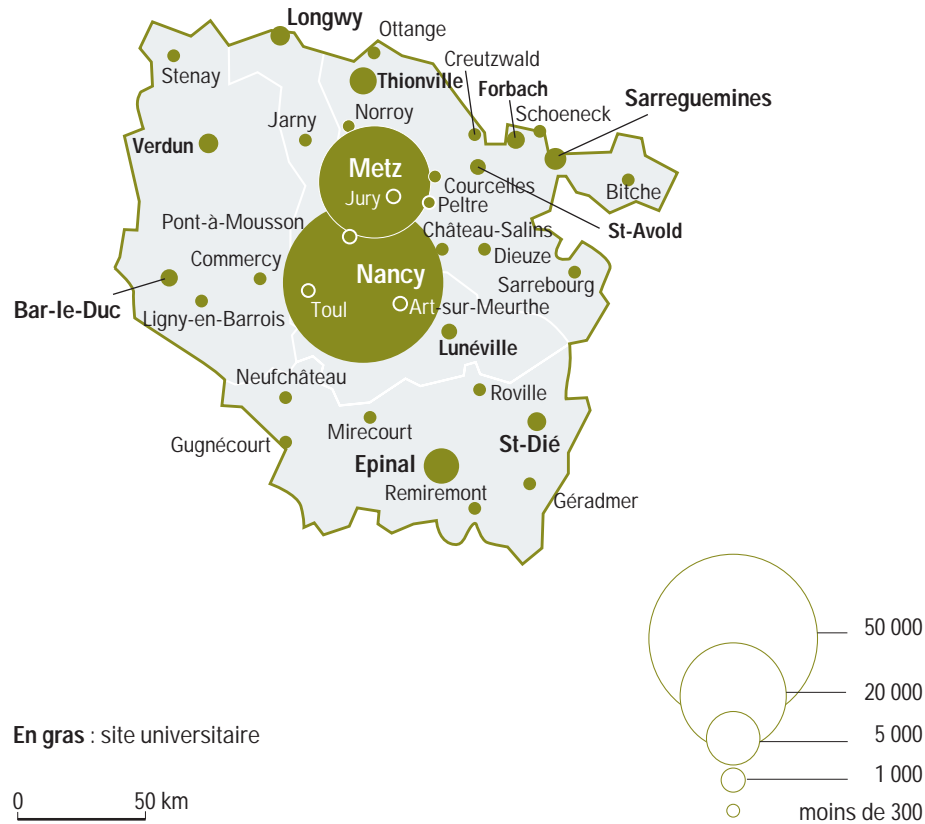 Longwy
Ottange
Creutzwald
Stenay
Thionville
Forbach
Sarreguemines
Schoeneck
Norroy
Jarny
Verdun
Metz
Courcelles
Bitche
Jury
Peltre
Pont-à-Mousson
Château-Salins
St-Avold
Commercy
Nancy
Dieuze
Sarrebourg
Bar-le-Duc
Toul
Art-sur-Meurthe
Ligny-en-Barrois
Lunéville
Neufchâteau
Roville
Mirecourt
Gugnécourt
St-Dié
Epinal
Remiremont
Géradmer
50 000
20 000
5 000
1 000
moins de 300
En gras : site universitaire
0 50 km